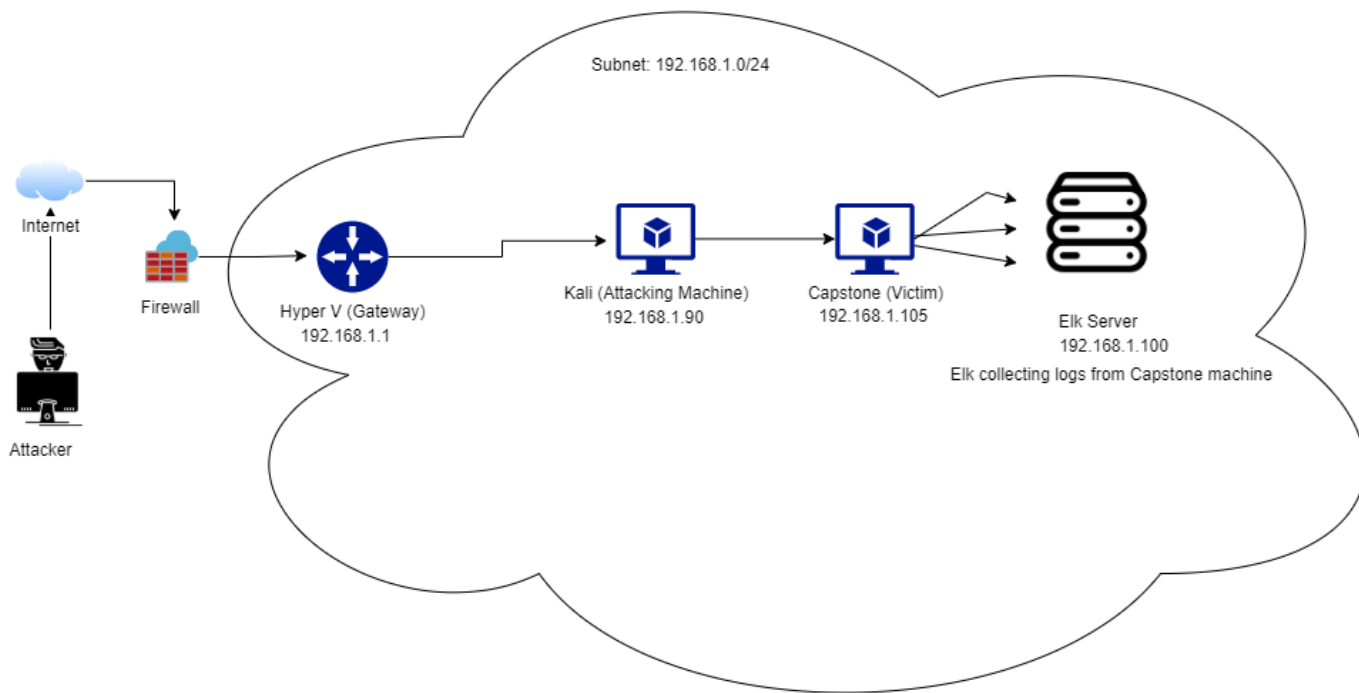 Subnet: 192.168.1.0/24
Internet
Firewall
Hyper V (Gateway)
192.168.1.1
Kali (Attacking Machine)
192.168.1.90
Capstone (Victim)
192.168.1.105
Elk Server
192.168.1.100
Elk collecting logs from Capstone machine
Attacker